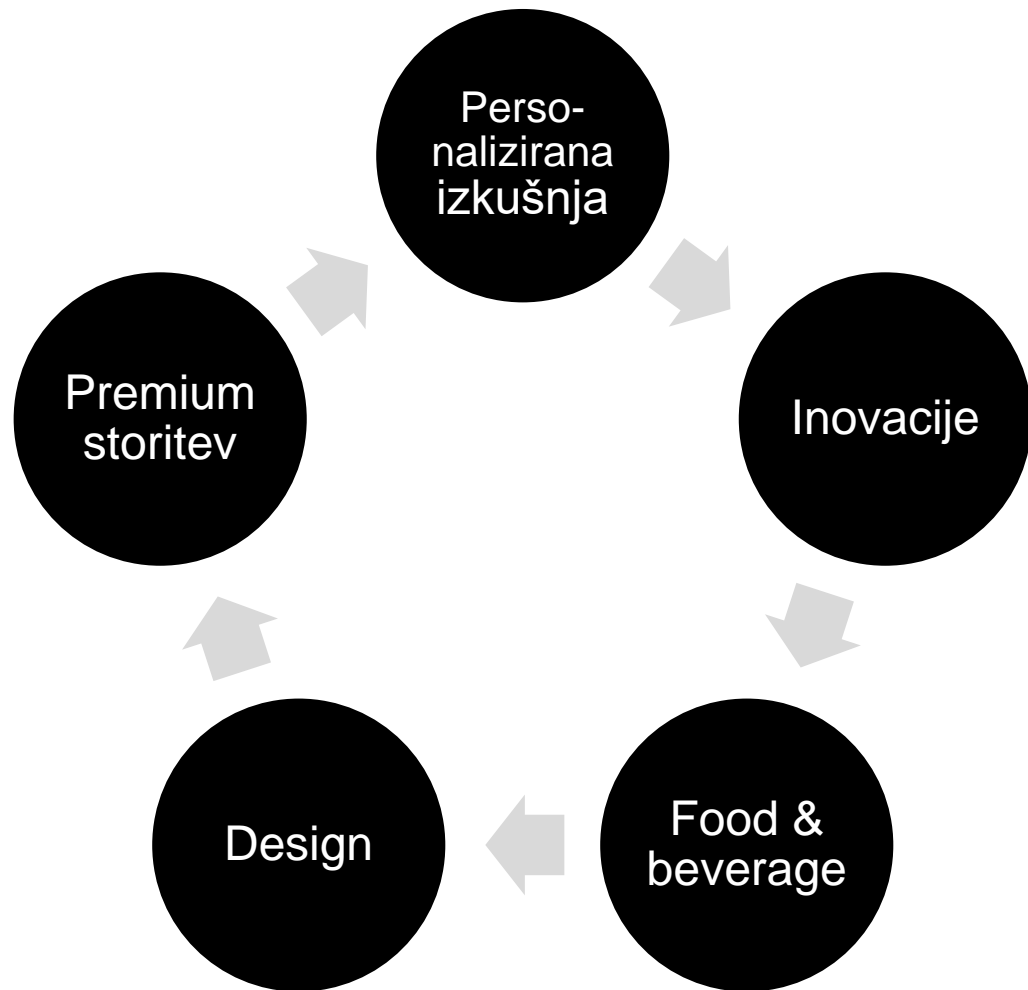 Perso-
nalizirana
izkušnja
Inovacije
Food &
beverage
Design
Premium
storitev